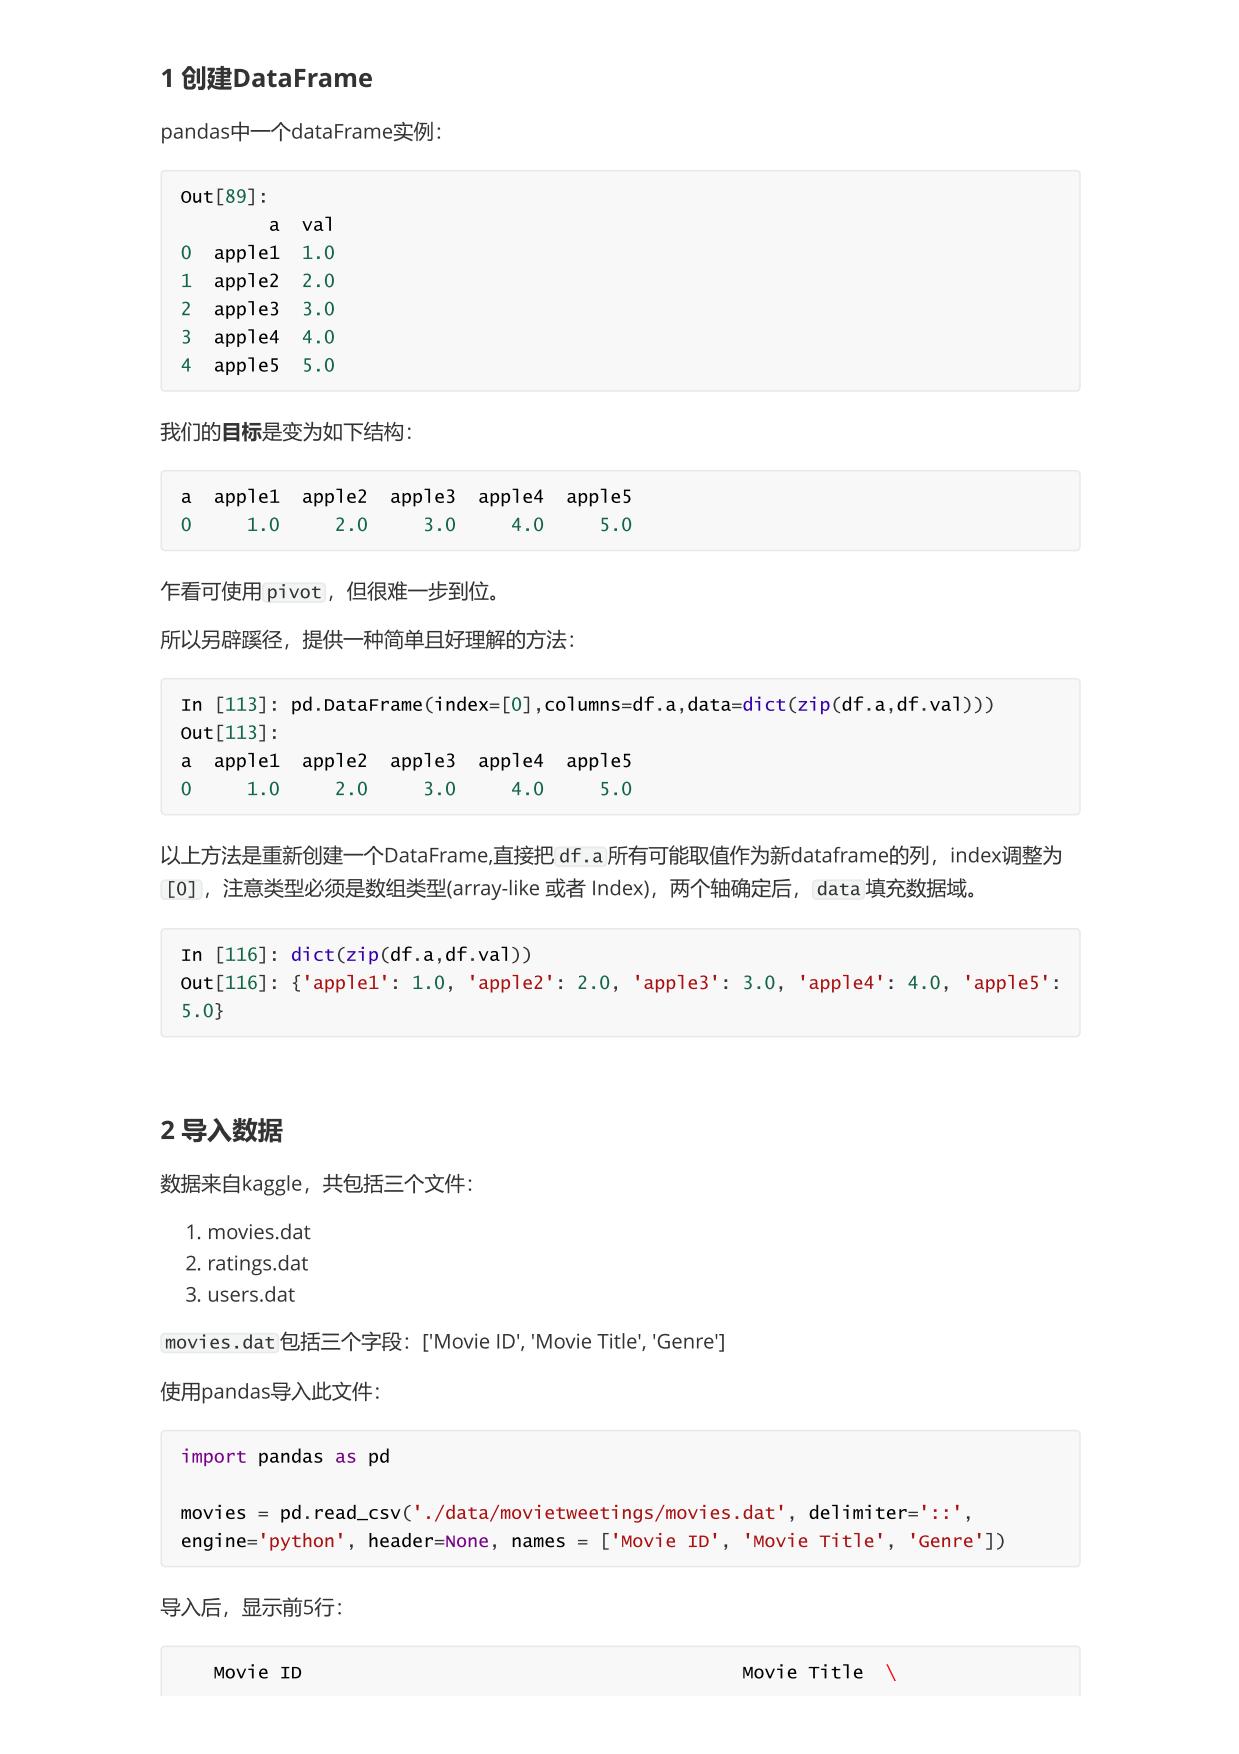 1 创建DataFrame
pandas中一个dataFrame实例：
Out[89]:
        a  val
0  apple1  1.0
1  apple2  2.0
2  apple3  3.0
3  apple4  4.0
4  apple5  5.0
我们的目标是变为如下结构：
a  apple1  apple2  apple3  apple4  apple5
0     1.0     2.0     3.0     4.0     5.0
乍看可使用pivot，但很难一步到位。
所以另辟蹊径，提供一种简单且好理解的方法：
In [113]: pd.DataFrame(index=[0],columns=df.a,data=dict(zip(df.a,df.val)))
Out[113]:
a  apple1  apple2  apple3  apple4  apple5
0     1.0     2.0     3.0     4.0     5.0
以上方法是重新创建一个DataFrame,直接把df.a所有可能取值作为新dataframe的列，index调整为
[0]，注意类型必须是数组类型(array-like 或者 Index)，两个轴确定后，data填充数据域。
In [116]: dict(zip(df.a,df.val))
Out[116]: {'apple1': 1.0, 'apple2': 2.0, 'apple3': 3.0, 'apple4': 4.0, 'apple5':
5.0}
2 导入数据
数据来自kaggle，共包括三个文件：
1. movies.dat
2. ratings.dat
3. users.dat
movies.dat包括三个字段：['Movie ID', 'Movie Title', 'Genre']
使用pandas导入此文件：
import pandas as pd
movies = pd.read_csv('./data/movietweetings/movies.dat', delimiter='::',
engine='python', header=None, names = ['Movie ID', 'Movie Title', 'Genre'])
导入后，显示前5行：
   Movie ID                                        Movie Title  \